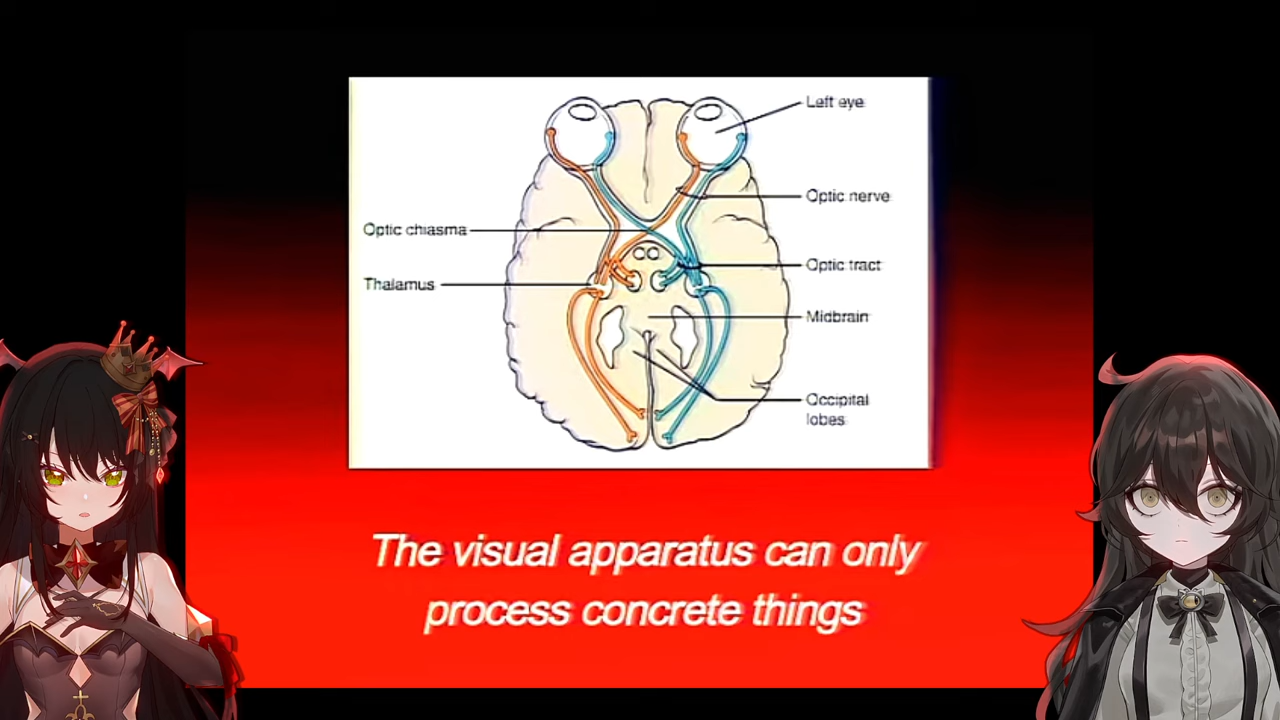 Left eye
Optic nerve
Optic chiasma
Optic tract
Thalamus
Midbrain
Occipital
lobes
The visual apparatus can only
process concrete things